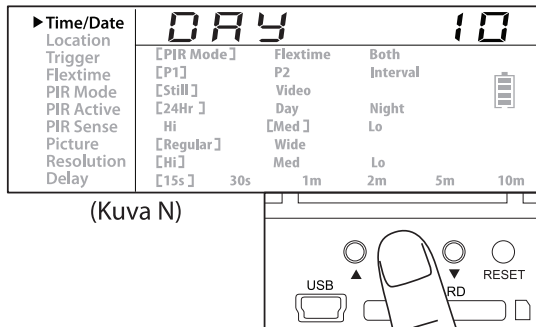 ▶Time/Date DAY 10
Location
Trigger [PIR Mode] Flextime Both
Flextime [P1] P2 Interval
PIR Mode [Still] Video
PIR Active [24Hr ] Day Night
PIR Sense Hi [Med ] Lo
Picture [Regular] Wide
Resolution [Hi] Med Lo
Delay [15s ] 30s 1m 2m 5m 10m
(Kuva N)
▲ ▼ RESET
USB RD